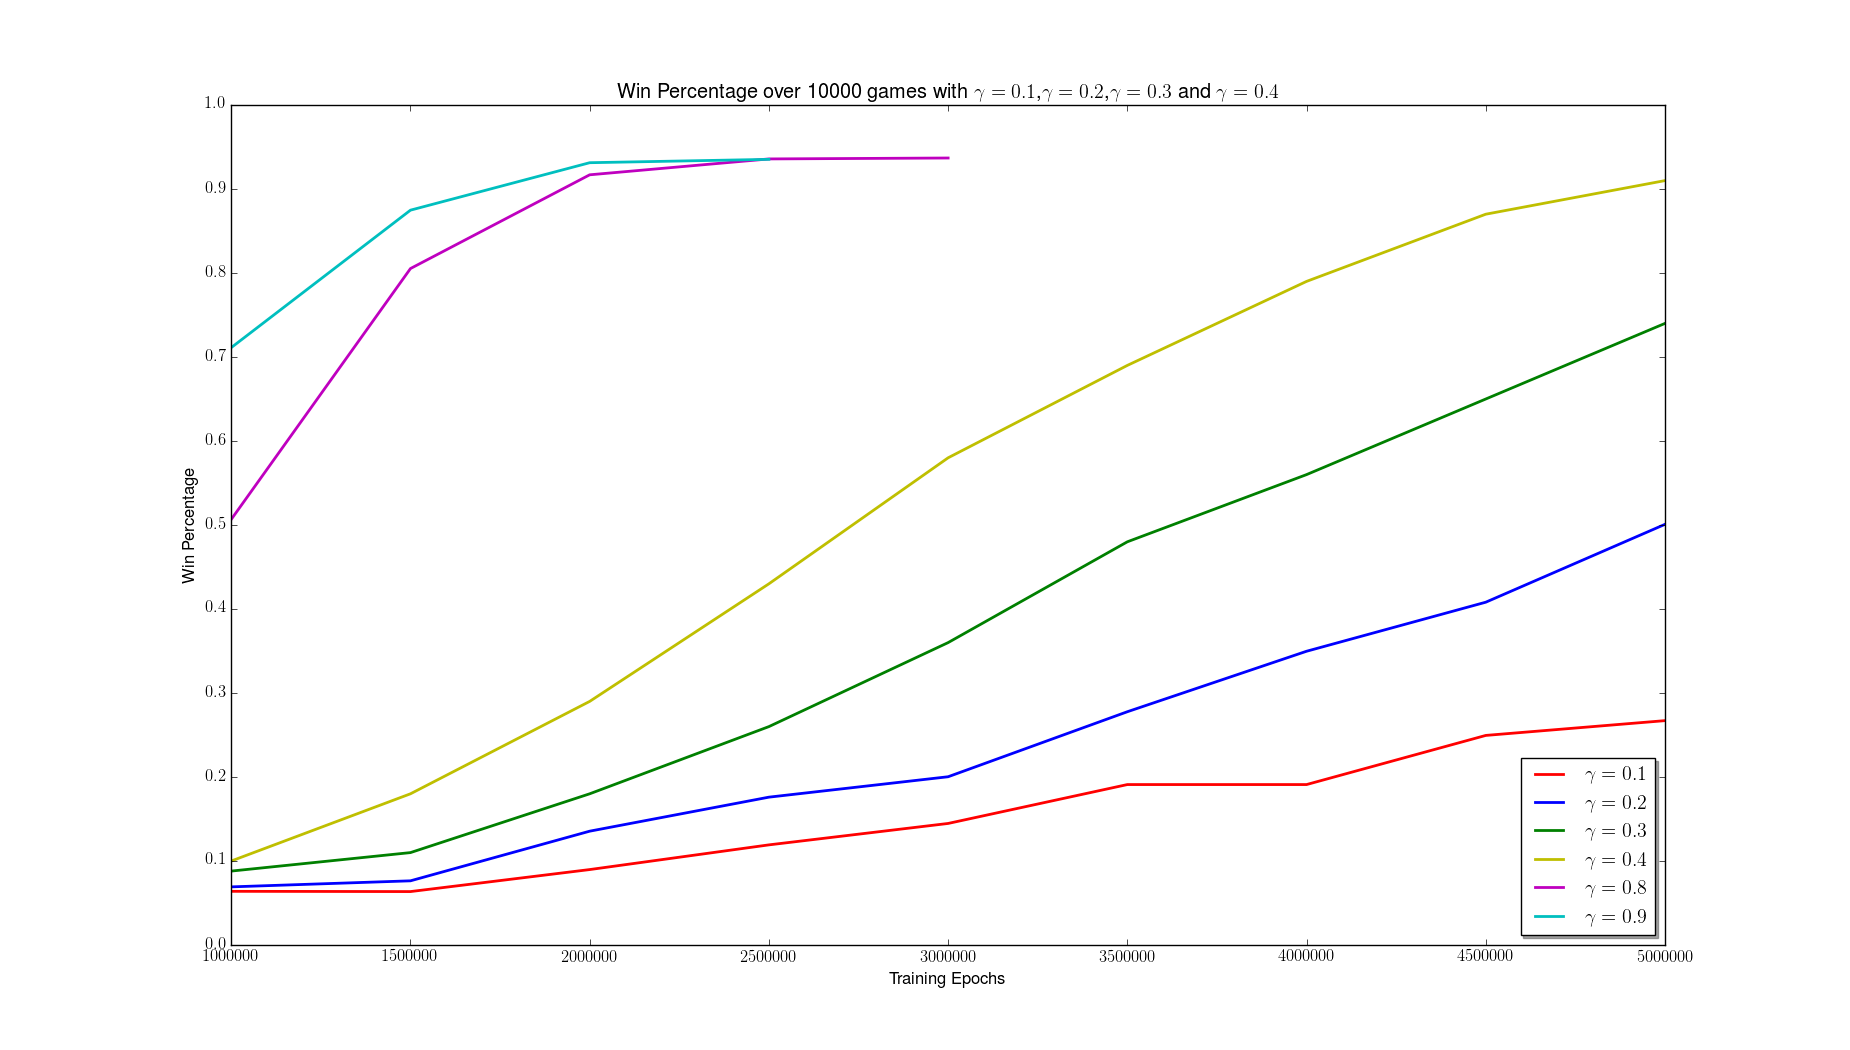 Win Percentage over 10000 games with γ = 0.1, γ = 0.2, γ = 0.3 and γ = 0.4
1.0
0.9
0.8
0.7
0.6
0.5
0.4
0.3
0.2
0.1
0.0
Win Percentage
γ = 0.1
γ = 0.2
γ = 0.3
γ = 0.4
γ = 0.8
γ = 0.9
1000000 1500000 2000000 2500000 3000000 3500000 4000000 4500000 5000000
Training Epochs